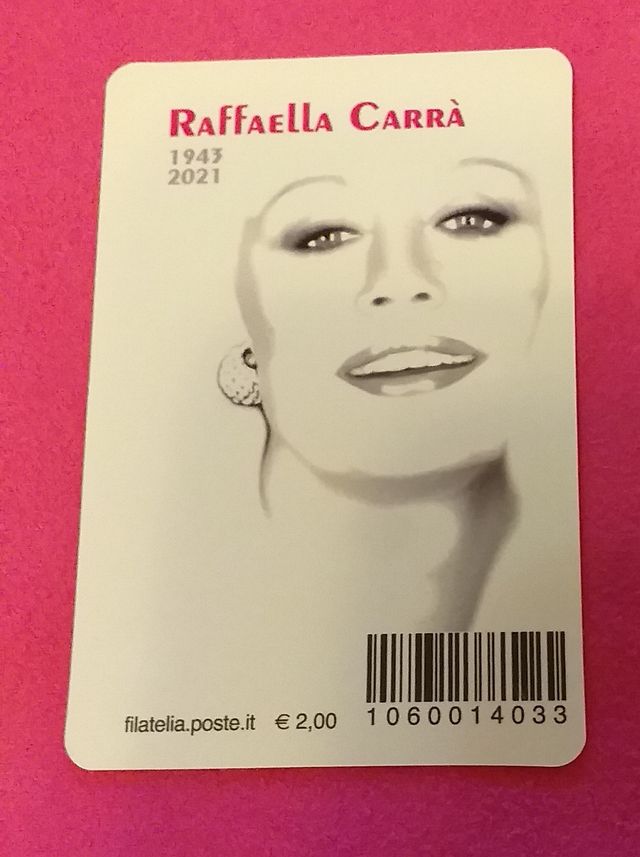 Raffaella Carrà
1943
2021
filatelia.poste.it € 2,00
1060014033